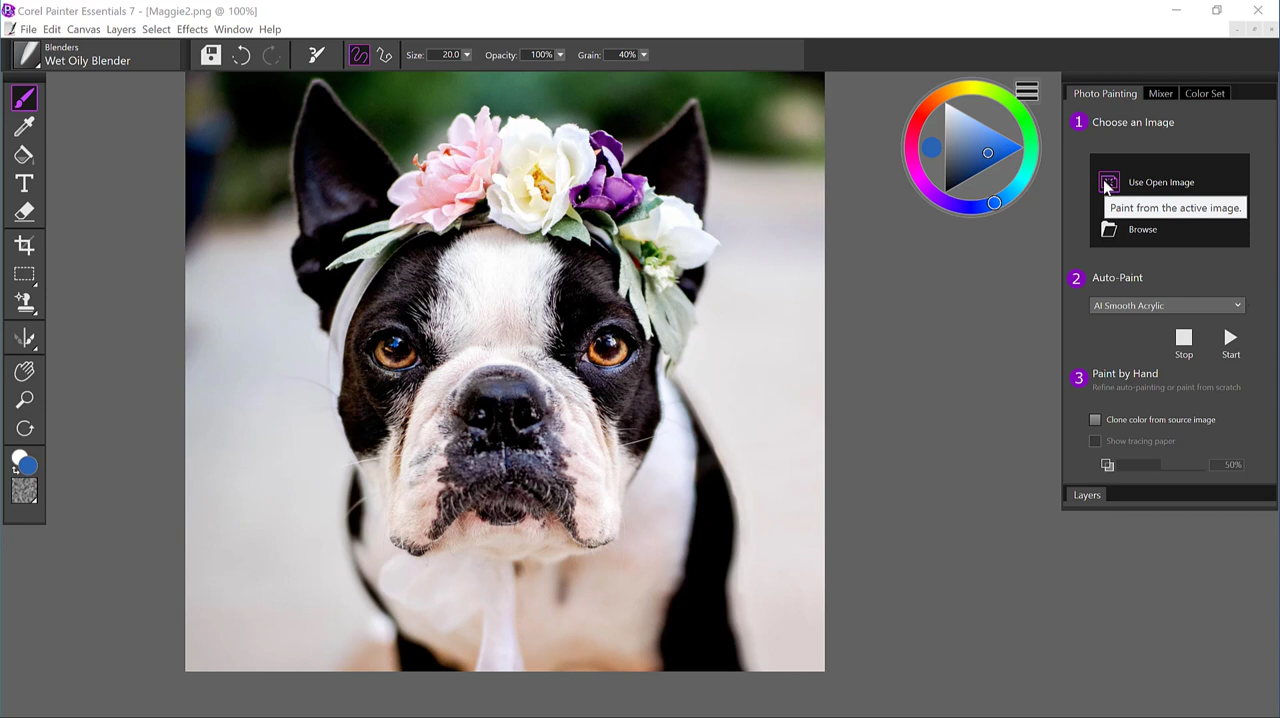 Corel Painter Essentials 7 - [Maggie2.png @ 100%]
File Edit Canvas Layers Select Effects Window Help
Blenders
Wet Oily Blender
Size: 20.0 Opacity: 100% Grain: 40%
Photo Painting Mixer Color Set
1 Choose an Image
Use Open Image
Paint from the active image.
Browse
2 Auto-Paint
AI Smooth Acrylic
Stop Start
3 Paint by Hand
Refine auto-painting or paint from scratch
Clone color from source image
Show tracing paper
50%
Layers